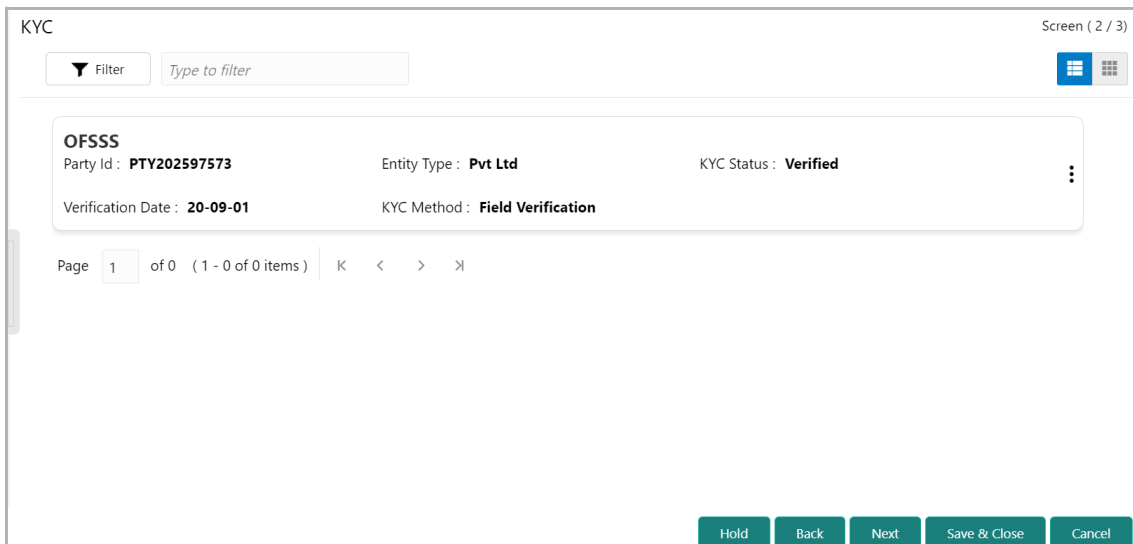 KYC
Screen ( 2 / 3)
Filter
Type to filter
OFSSS
Party Id : PTY202597573 Entity Type : Pvt Ltd KYC Status : Verified
Verification Date : 20-09-01 KYC Method : Field Verification
Page 1 of 0 ( 1 - 0 of 0 items )
Hold Back Next Save & Close Cancel